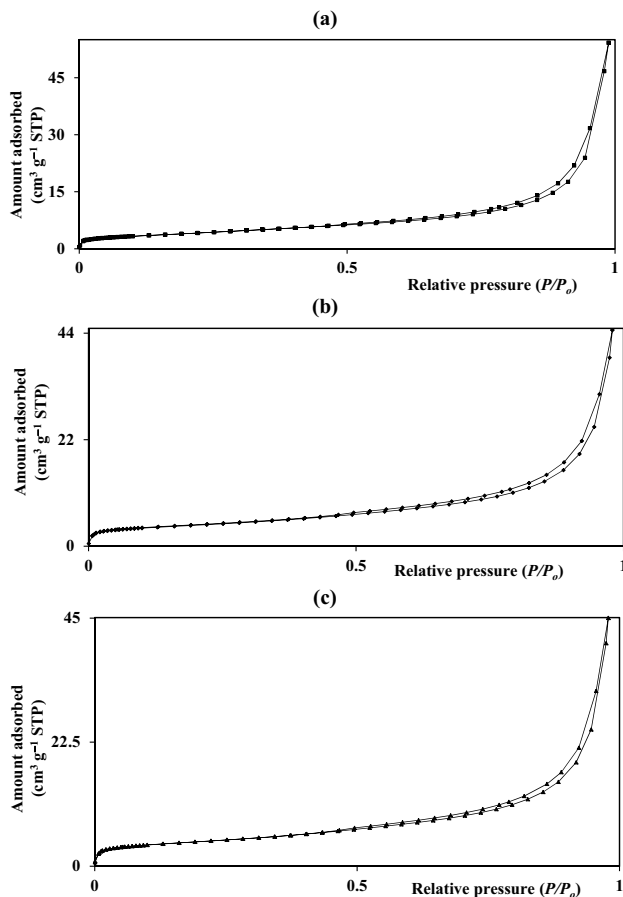 (a)
Amount adsorbed
(cm³ g⁻¹ STP)
45
30
15
0
0
0.5
1
Relative pressure (P/Pₒ)
(b)
Amount adsorbed
(cm³ g⁻¹ STP)
44
22
0
0
0.5
1
Relative pressure (P/Pₒ)
(c)
Amount adsorbed
(cm³ g⁻¹ STP)
45
22.5
0
0
0.5
1
Relative pressure (P/Pₒ)